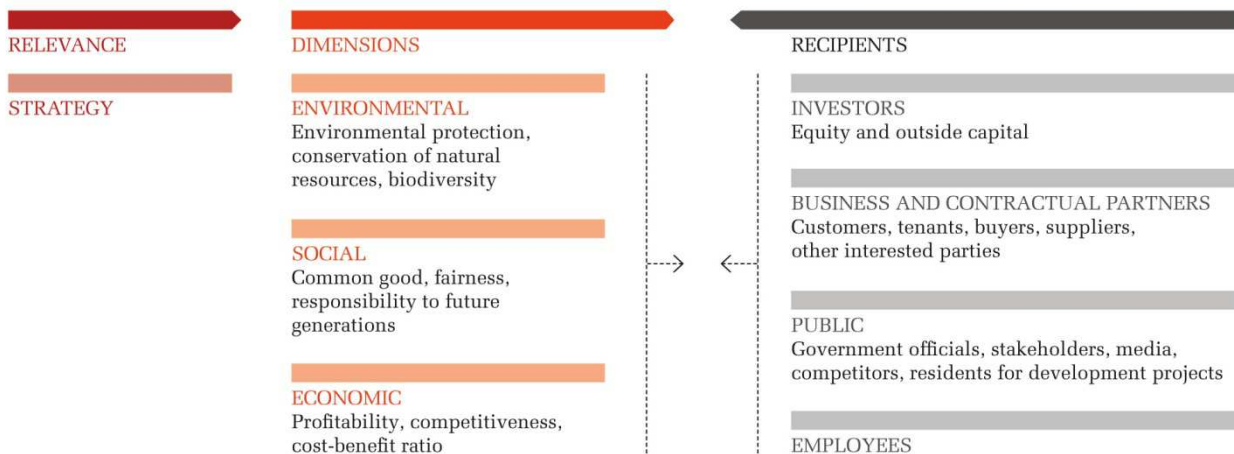 RELEVANCE
STRATEGY
DIMENSIONS
ENVIRONMENTAL
Environmental protection,
conservation of natural
resources, biodiversity
SOCIAL
Common good, fairness,
responsibility to future
generations
ECONOMIC
Profitability, competitiveness,
cost-benefit ratio
RECIPIENTS
INVESTORS
Equity and outside capital
BUSINESS AND CONTRACTUAL PARTNERS
Customers, tenants, buyers, suppliers,
other interested parties
PUBLIC
Government officials, stakeholders, media,
competitors, residents for development projects
EMPLOYEES